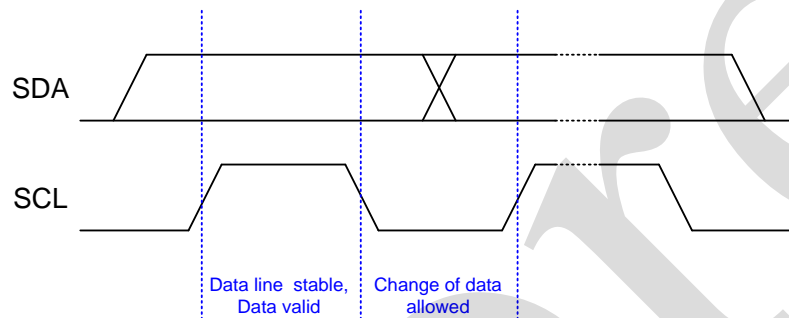 SDA
SCL
Data line stable,
Data valid
Change of data
allowed